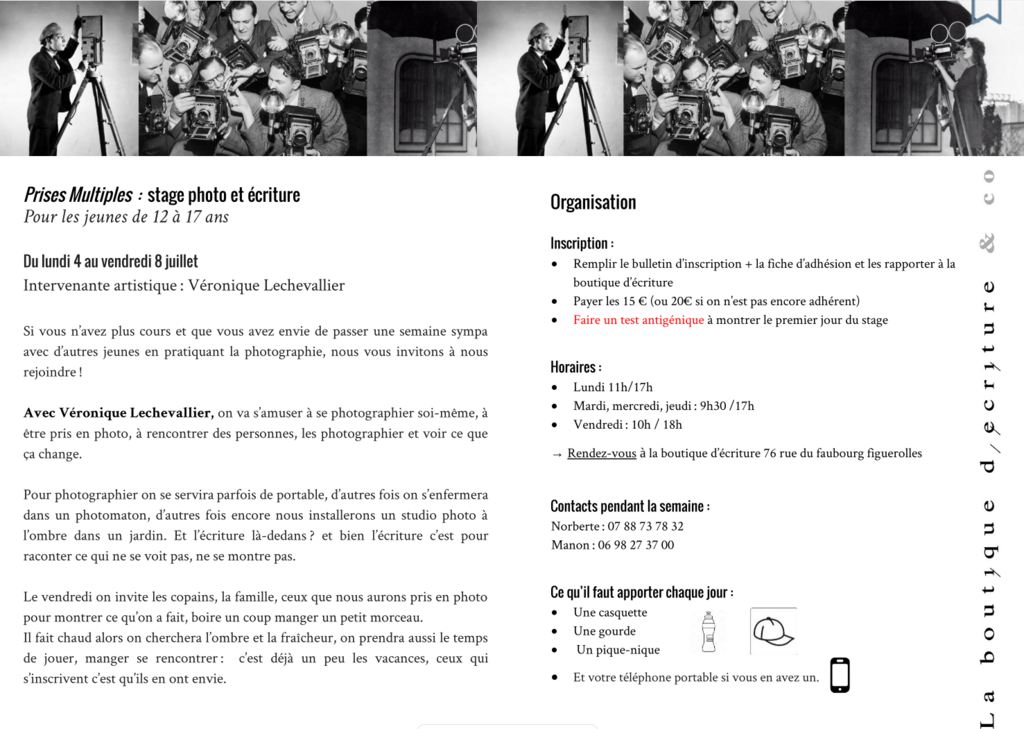 Prises Multiples : stage photo et écriture
Pour les jeunes de 12 à 17 ans
Du lundi 4 au vendredi 8 juillet
Intervenante artistique : Véronique Lechevallier
Si vous n'avez plus cours et que vous avez envie de passer une semaine sympa
avec d'autres jeunes en pratiquant la photographie, nous vous invitons à nous
rejoindre !
Avec Véronique Lechevallier, on va s'amuser à se photographier soi-même, à
être pris en photo, à rencontrer des personnes, les photographier et voir ce que
ça change.
Pour photographier on se servira parfois de portable, d'autres fois on s'enfermera
dans un photomaton, d'autres fois encore nous installerons un studio photo à
l'ombre dans un jardin. Et l'écriture là-dedans ? et bien l'écriture c'est pour
raconter ce qui ne se voit pas, ne se montre pas.
Le vendredi on invite les copains, la famille, ceux que nous aurons pris en photo
pour montrer ce qu'on a fait, boire un coup manger un petit morceau.
Il fait chaud alors on cherchera l'ombre et la fraîcheur, on prendra aussi le temps
de jouer, manger se rencontrer : c'est déjà un peu les vacances, ceux qui
s'inscrivent c'est qu'ils en ont envie.
Organisation
Inscription :
• Remplir le bulletin d'inscription + la fiche d'adhésion et les rapporter à la
boutique d'écriture
• Payer les 15 € (ou 20€ si on n'est pas encore adhérent)
• Faire un test antigénique à montrer le premier jour du stage
Horaires :
• Lundi 11h/17h
• Mardi, mercredi, jeudi : 9h30 /17h
• Vendredi : 10h / 18h
→ Rendez-vous à la boutique d'écriture 76 rue du faubourg figuerolles
Contacts pendant la semaine :
Norberte : 07 88 73 78 32
Manon : 06 98 27 37 00
Ce qu'il faut apporter chaque jour :
• Une casquette
• Une gourde
• Un pique-nique
• Et votre téléphone portable si vous en avez un.
La boutique d/écriture & co